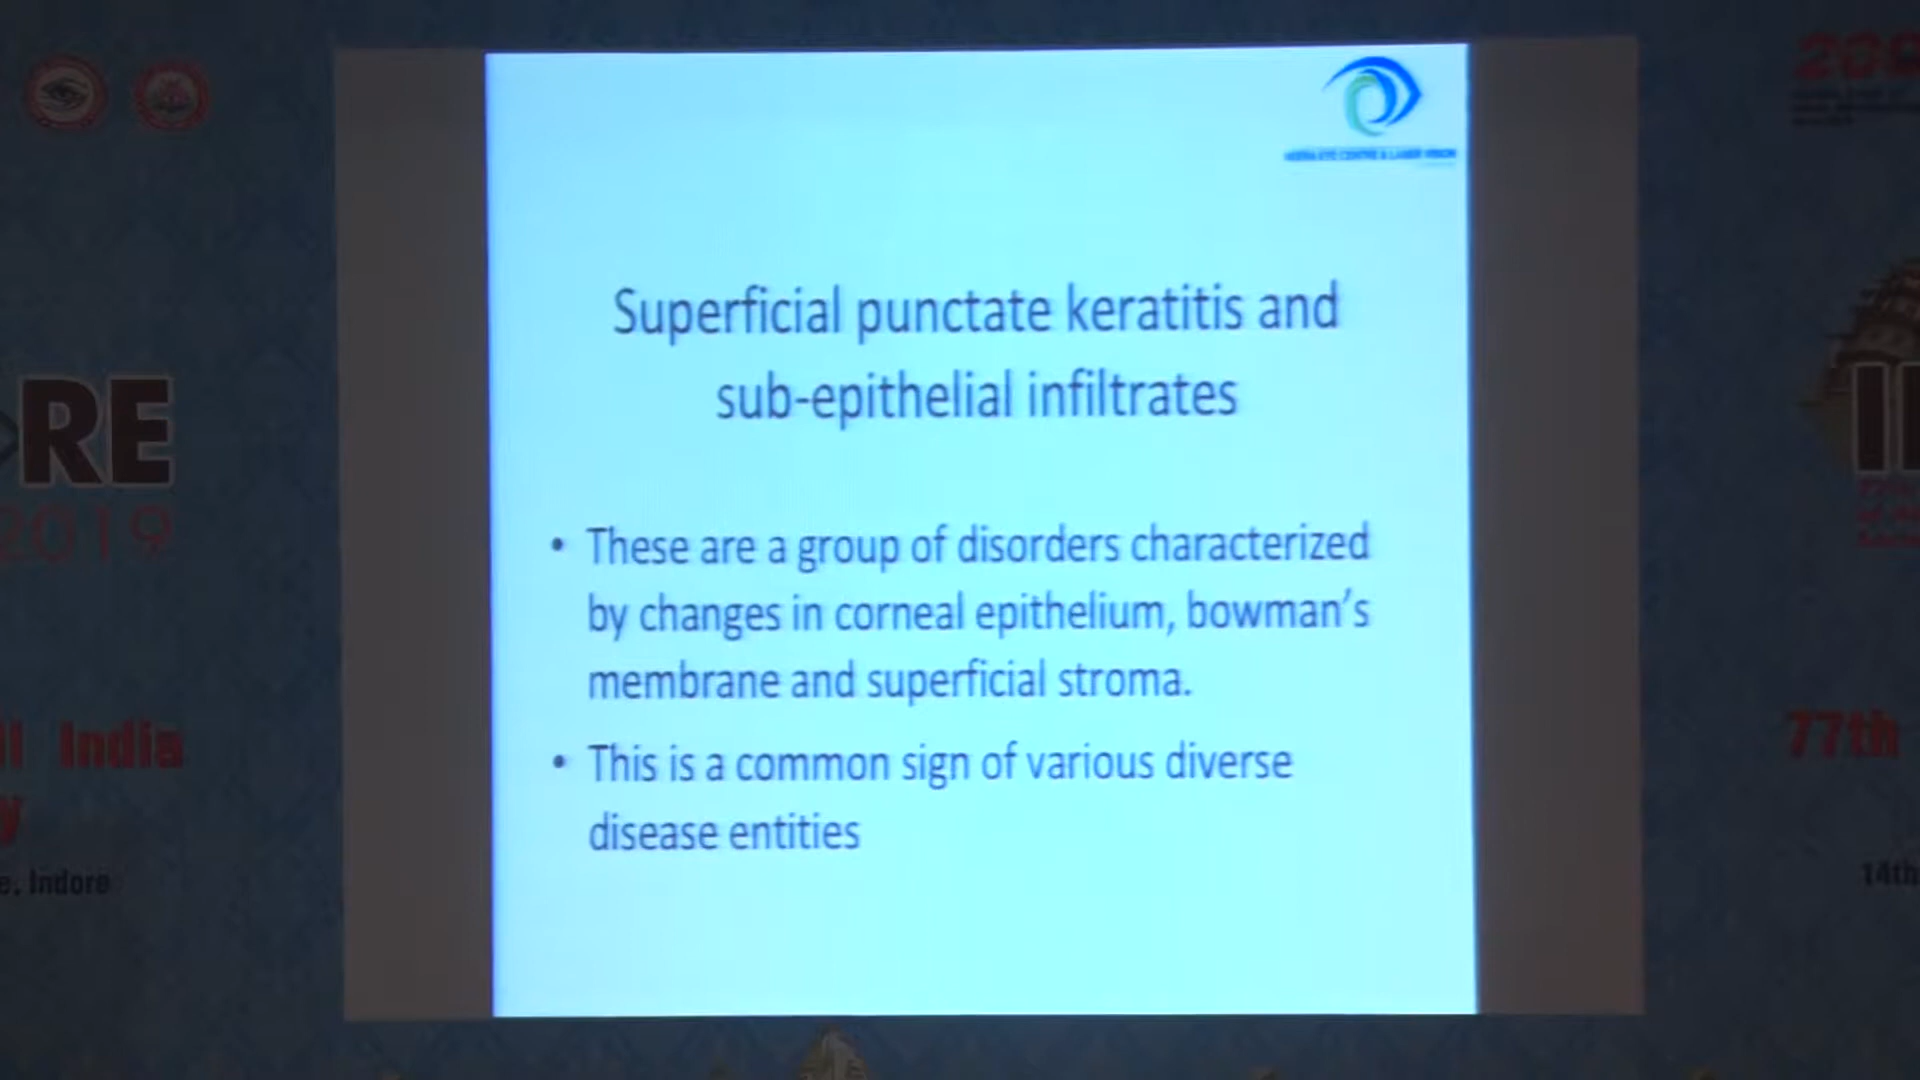 Superficial punctate keratitis and
sub-epithelial infiltrates
• These are a group of disorders characterized
by changes in corneal epithelium, bowman's
membrane and superficial stroma.
• This is a common sign of various diverse
disease entities
RE
2019
India
Indore
77th
14th